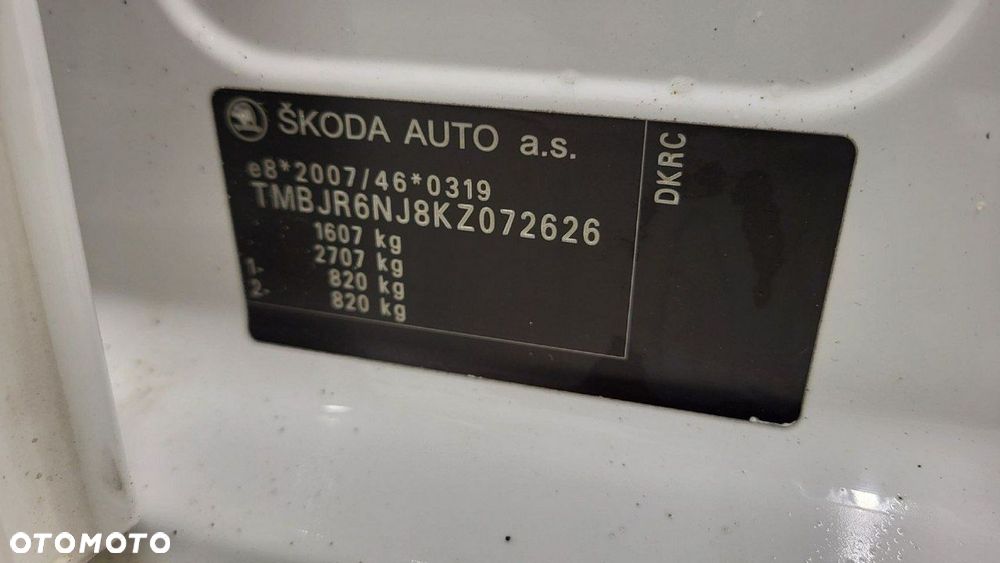 ŠKODA AUTO a.s.
e8*2007/46*0319
TMBJR6NJ8KZ072626
1607 kg
2707 kg
1- 820 kg
2- 820 kg
DKRC
OTOMOTO